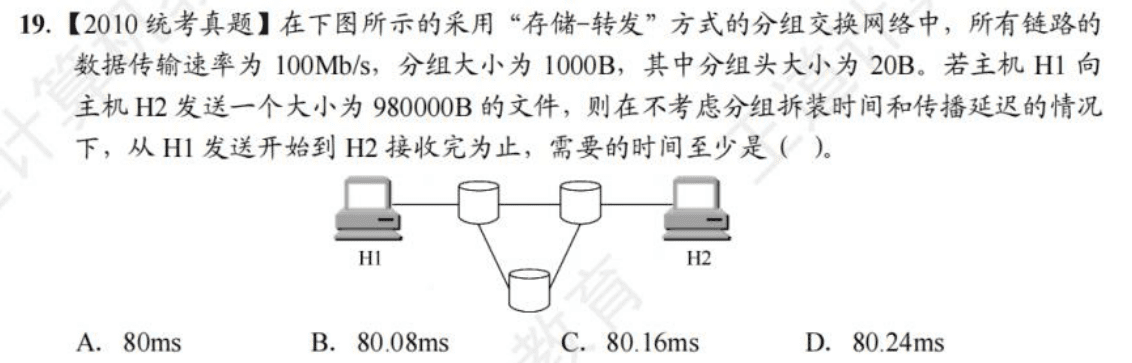 19.【2010 统考真题】在下图所示的采用“存储-转发”方式的分组交换网络中，所有链路的
数据传输速率为 100Mb/s，分组大小为 1000B，其中分组头大小为 20B。若主机 H1 向
主机 H2 发送一个大小为 980000B 的文件，则在不考虑分组拆装时间和传播延迟的情况
下，从 H1 发送开始到 H2 接收完为止，需要的时间至少是（ ）。
H1 H2
A. 80ms B. 80.08ms C. 80.16ms D. 80.24ms